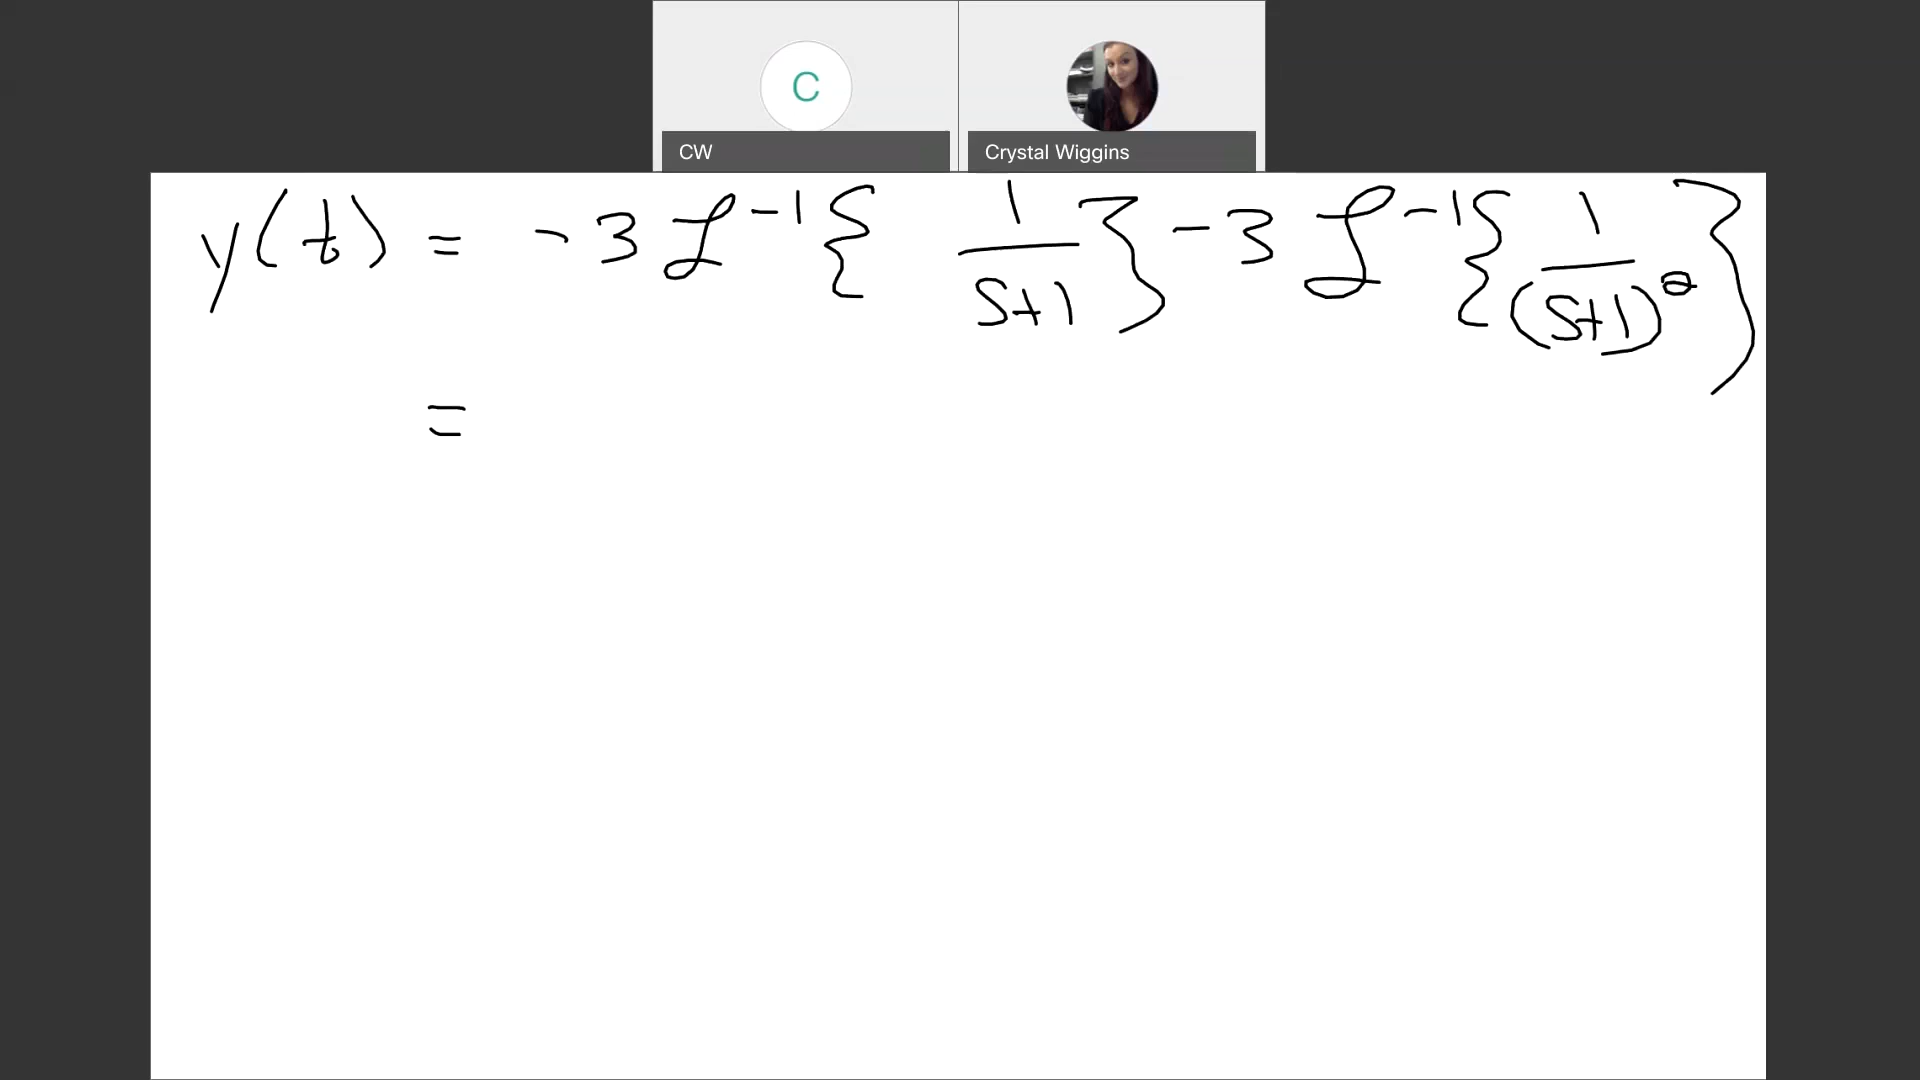 C
CW
Crystal Wiggins
y(t) = -3 ℒ⁻¹{ 1/(s+1) } - 3 ℒ⁻¹{ 1/(s+1)² }
=